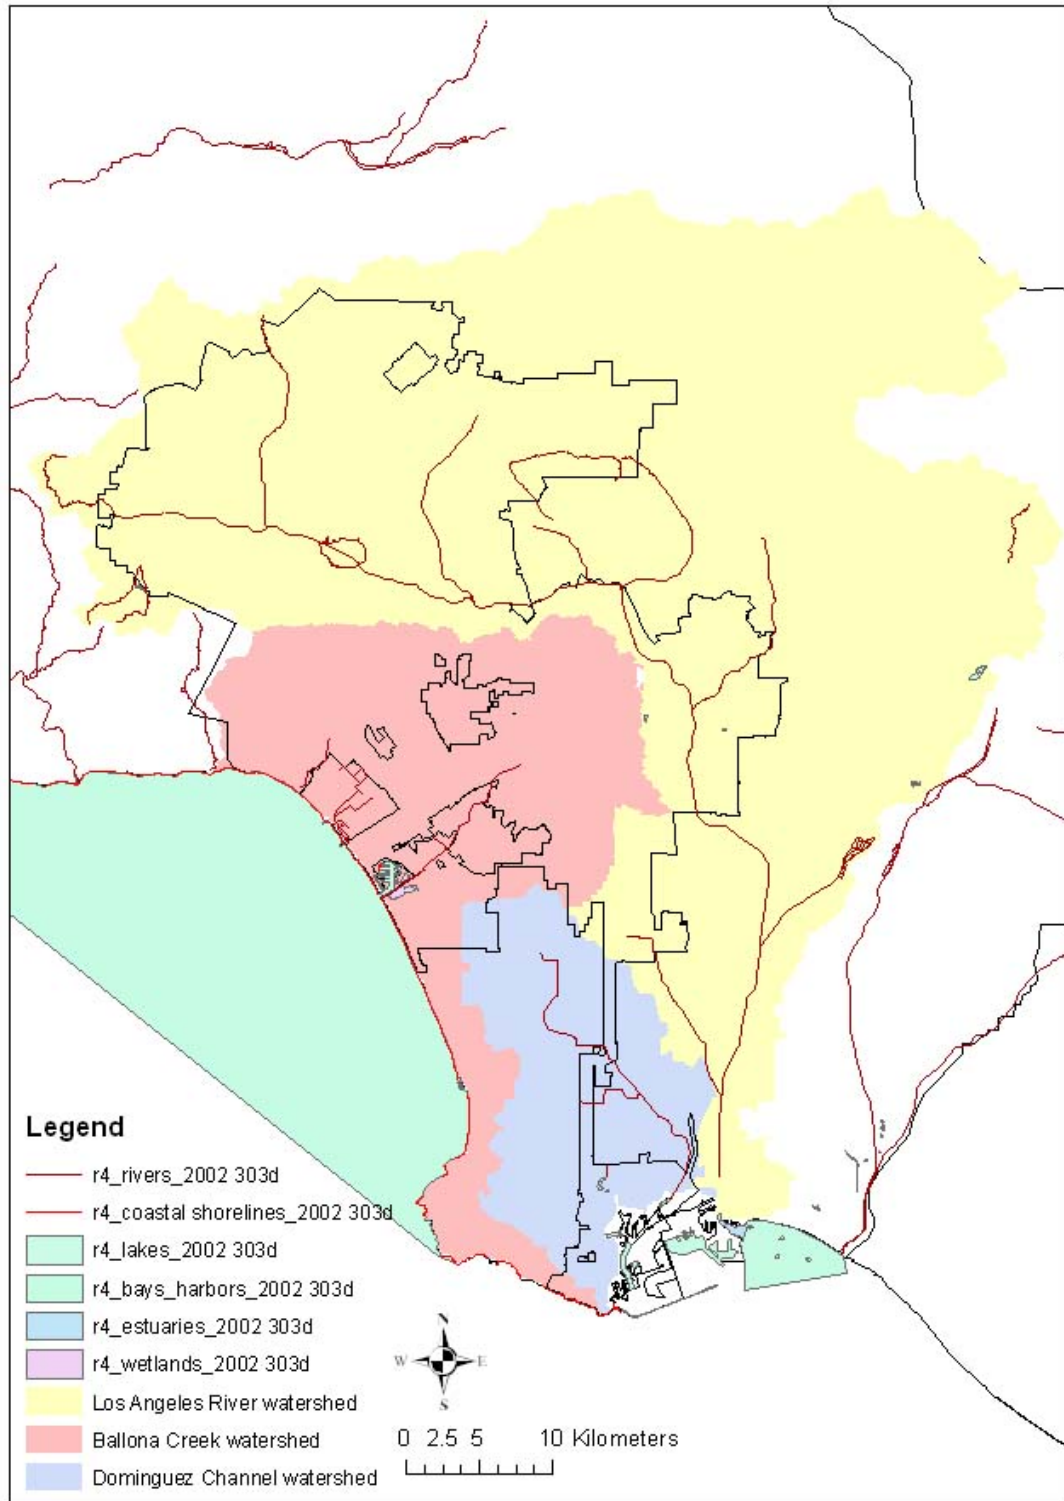 Legend
r4_rivers_2002 303d
r4_coastal shorelines_2002 303d
r4_lakes_2002 303d
r4_bays_harbors_2002 303d
r4_estuaries_2002 303d
r4_wetlands_2002 303d
Los Angeles River watershed
Ballona Creek watershed
Dominguez Channel watershed
N
W E
S
0 2.5 5 10 Kilometers